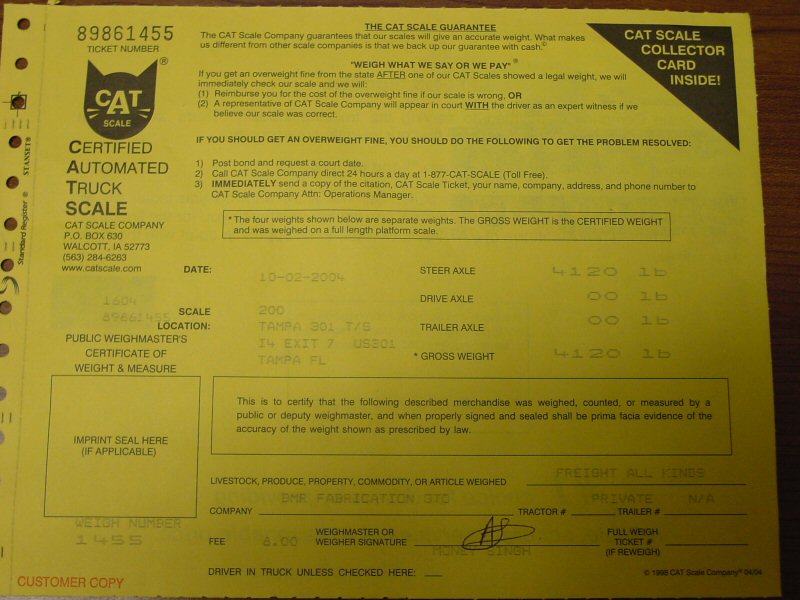 89861455
TICKET NUMBER
THE CAT SCALE GUARANTEE
The CAT Scale Company guarantees that our scales will give an accurate weight. What makes
us different from other scale companies is that we back up our guarantee with cash.©
CAT SCALE
COLLECTOR
CARD
INSIDE!
"WEIGH WHAT WE SAY OR WE PAY"®
If you get an overweight fine from the state AFTER one of our CAT Scales showed a legal weight, we will
immediately check our scale and we will:
(1) Reimburse you for the cost of the overweight fine if our scale is wrong, OR
(2) A representative of CAT Scale Company will appear in court WITH the driver as an expert witness if we
believe our scale was correct.
®
CAT
SCALE
CERTIFIED
AUTOMATED
TRUCK
SCALE
CAT SCALE COMPANY
P.O. BOX 630
WALCOTT, IA 52773
(563) 284-6263
www.catscale.com
IF YOU SHOULD GET AN OVERWEIGHT FINE, YOU SHOULD DO THE FOLLOWING TO GET THE PROBLEM RESOLVED:
1) Post bond and request a court date.
2) Call CAT Scale Company direct 24 hours a day at 1-877-CAT-SCALE (Toll Free).
3) IMMEDIATELY send a copy of the citation, CAT Scale Ticket, your name, company, address, and phone number to
CAT Scale Company Attn: Operations Manager.
* The four weights shown below are separate weights. The GROSS WEIGHT is the CERTIFIED WEIGHT
and was weighed on a full length platform scale.
Standard Register ® STANSET®
DATE: 10-02-2004
STEER AXLE 4120 lb
DRIVE AXLE 00 lb
TRAILER AXLE 00 lb
* GROSS WEIGHT 4120 lb
1604
89861455
SCALE
LOCATION:
200
TAMPA 301 T/S
I4 EXIT 7 US301
TAMPA FL
PUBLIC WEIGHMASTER'S
CERTIFICATE OF
WEIGHT & MEASURE
IMPRINT SEAL HERE
(IF APPLICABLE)
This is to certify that the following described merchandise was weighed, counted, or measured by a
public or deputy weighmaster, and when properly signed and sealed shall be prima facia evidence of the
accuracy of the weight shown as prescribed by law.
LIVESTOCK, PRODUCE, PROPERTY, COMMODITY, OR ARTICLE WEIGHED FREIGHT ALL KINDS
COMPANY BMR FABRICATION GTO TRACTOR # PRIVATE TRAILER # N/A
WEIGH NUMBER
1455
FEE 8.00
WEIGHMASTER OR
WEIGHER SIGNATURE
MONEY SINGH
FULL WEIGH
TICKET #
(IF REWEIGH)
DRIVER IN TRUCK UNLESS CHECKED HERE:
© 1998 CAT Scale Company® 04/04
CUSTOMER COPY